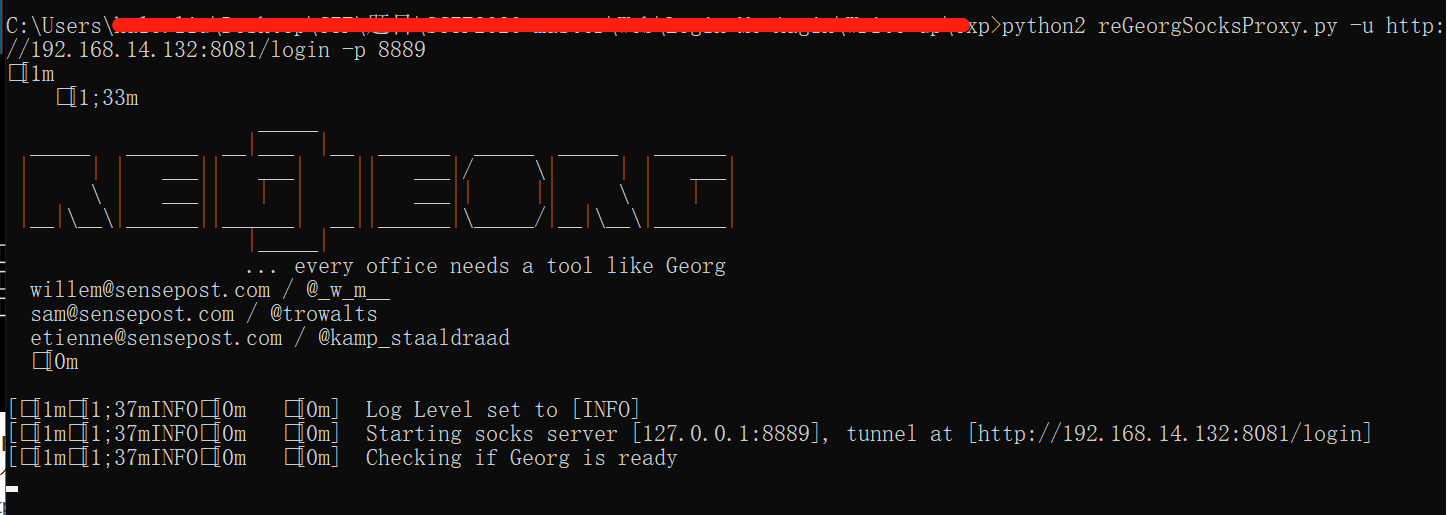 C:\Users\ \exp>python2 reGeorgSocksProxy.py -u http:
//192.168.14.132:8081/login -p 8889
□[1m
□[1;33m
... every office needs a tool like Georg
willem@sensepost.com / @_w_m__
sam@sensepost.com / @trowalts
etienne@sensepost.com / @kamp_staaldraad
□[0m
[□[1m□[1;37mINFO□[0m □[0m] Log Level set to [INFO]
[□[1m□[1;37mINFO□[0m □[0m] Starting socks server [127.0.0.1:8889], tunnel at [http://192.168.14.132:8081/login]
[□[1m□[1;37mINFO□[0m □[0m] Checking if Georg is ready